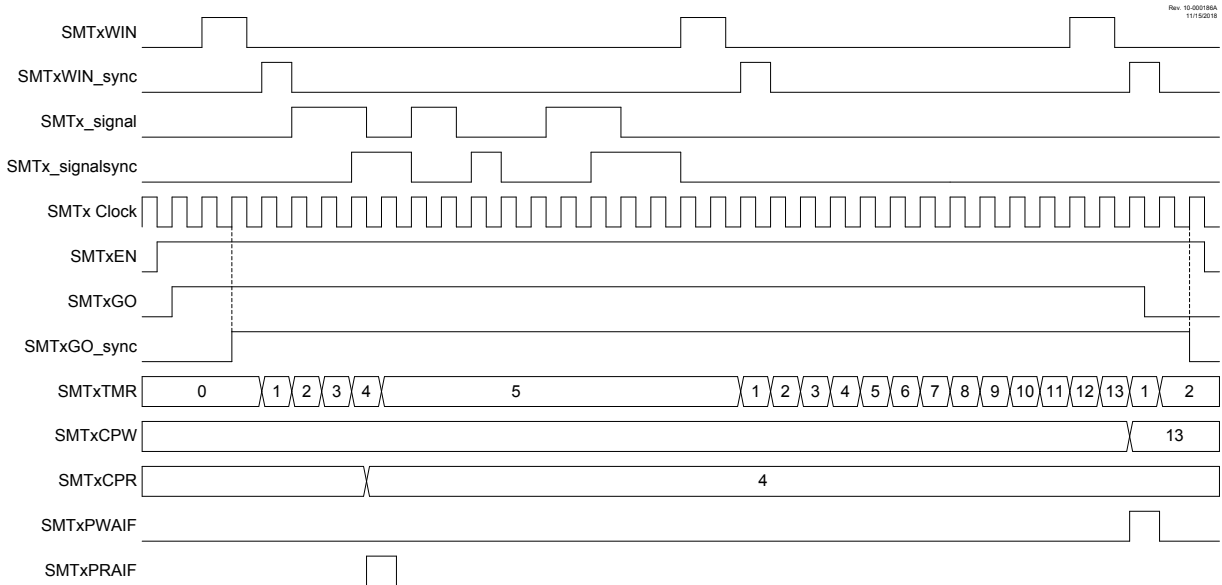 Rev. 10-000186A
11/15/2018
SMTxWIN
SMTxWIN_sync
SMTx_signal
SMTx_signalsync
SMTx Clock
SMTxEN
SMTxGO
SMTxGO_sync
SMTxTMR 0 1 2 3 4 5 1 2 3 4 5 6 7 8 9 10 11 12 13 1 2
SMTxCPW 13
SMTxCPR 4
SMTxPWAIF
SMTxPRAIF